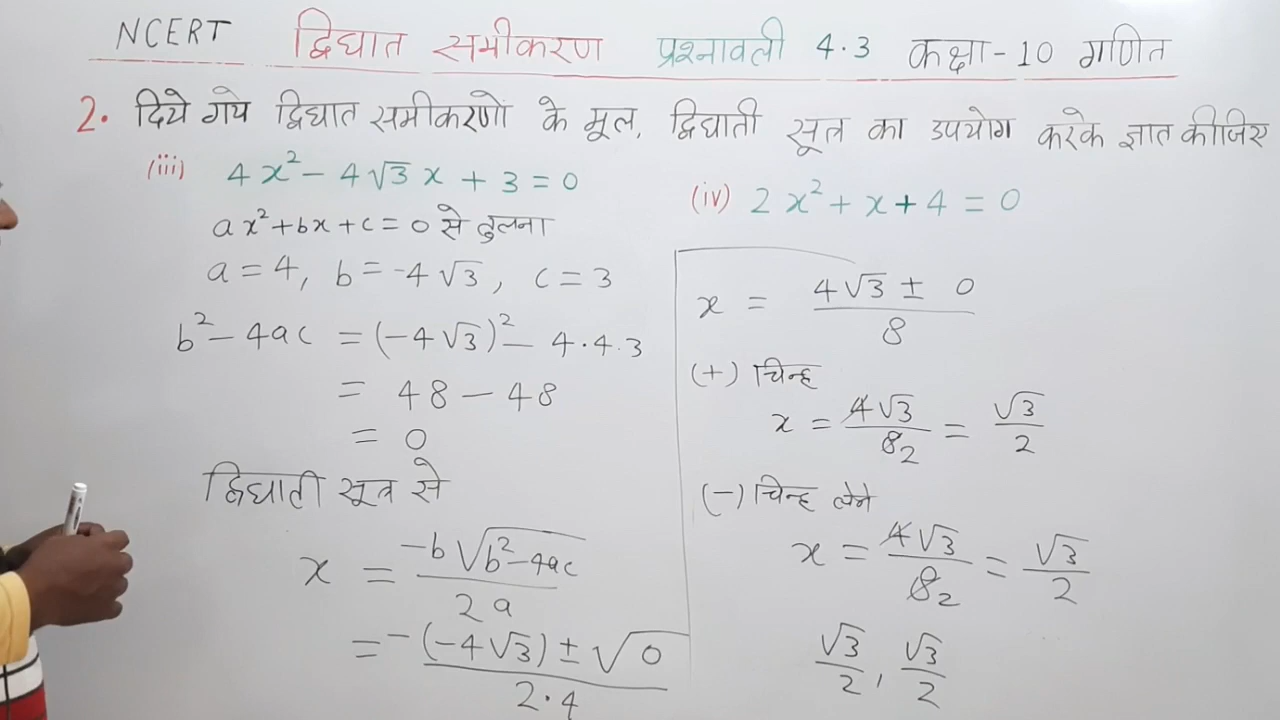 NCERT द्विघात समीकरण प्रश्नावली 4.3 कक्षा-10 गणित
2. दिये गये द्विघात समीकरणों के मूल, द्विघाती सूत्र का उपयोग करके ज्ञात कीजिए
(iii) 4x² - 4√3x + 3 = 0
ax² + bx + c = 0 से तुलना
a = 4, b = -4√3, c = 3
b² - 4ac = (-4√3)² - 4·4·3
= 48 - 48
= 0
द्विघाती सूत्र से
x = -b√b²-4ac / 2a
= -(-4√3) ± √0 / 2·4
(iv) 2x² + x + 4 = 0
x = 4√3 ± 0 / 8
(+) चिन्ह
x = 4√3 / 8 2 = √3/2
(-) चिन्ह लेने
x = 4√3 / 8 2 = √3/2
√3/2, √3/2